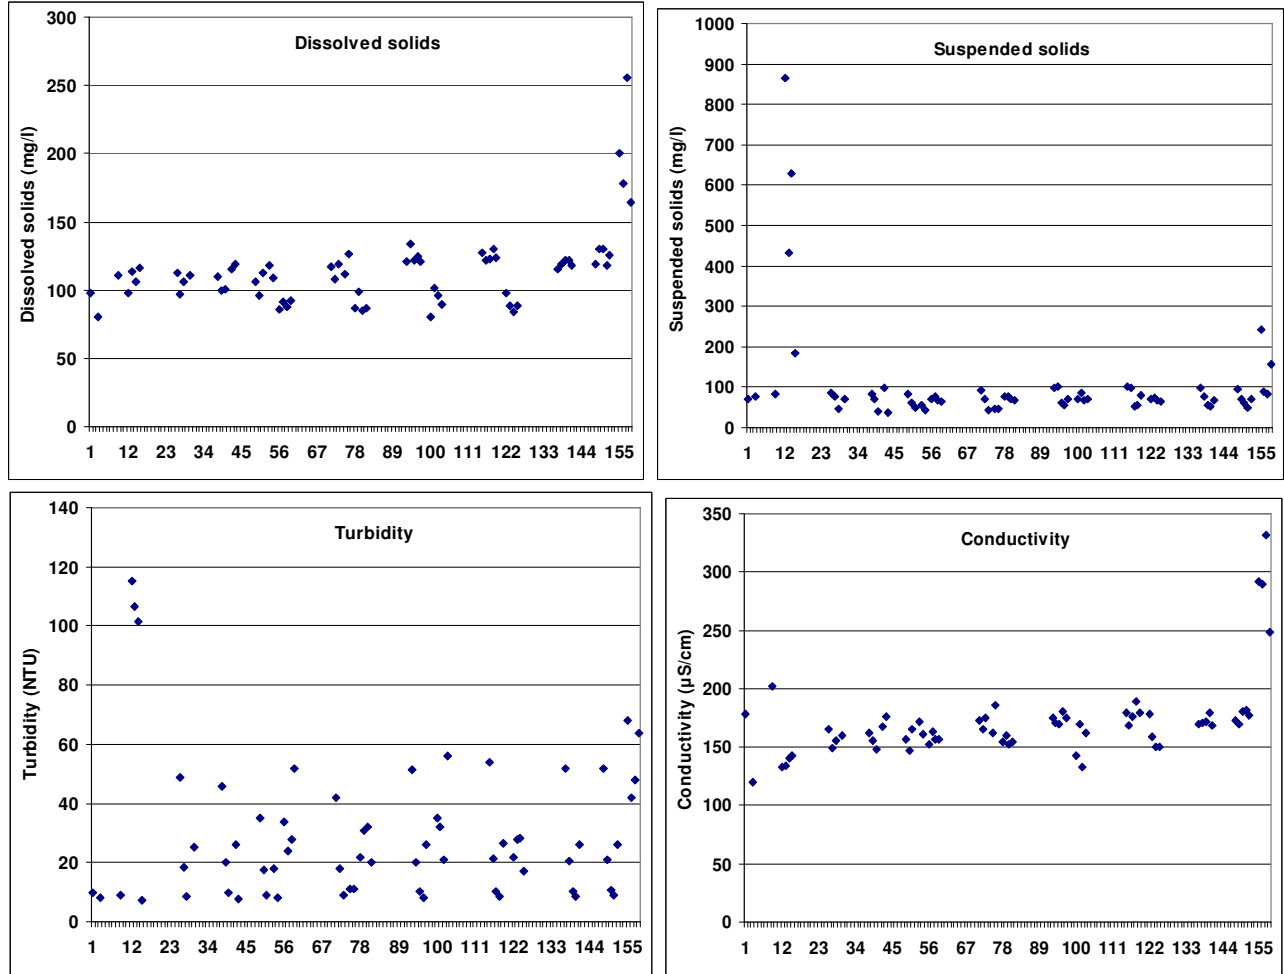 Dissolved solids
Dissolved solids (mg/l)
300
250
200
150
100
50
0
1 12 23 34 45 56 67 78 89 100 111 122 133 144 155
Suspended solids
Suspended solids (mg/l)
1000
900
800
700
600
500
400
300
200
100
0
1 12 23 34 45 56 67 78 89 100 111 122 133 144 155
Turbidity
Turbidity (NTU)
140
120
100
80
60
40
20
0
1 12 23 34 45 56 67 78 89 100 111 122 133 144 155
Conductivity
Conductivity (µS/cm)
350
300
250
200
150
100
50
0
1 12 23 34 45 56 67 78 89 100 111 122 133 144 155